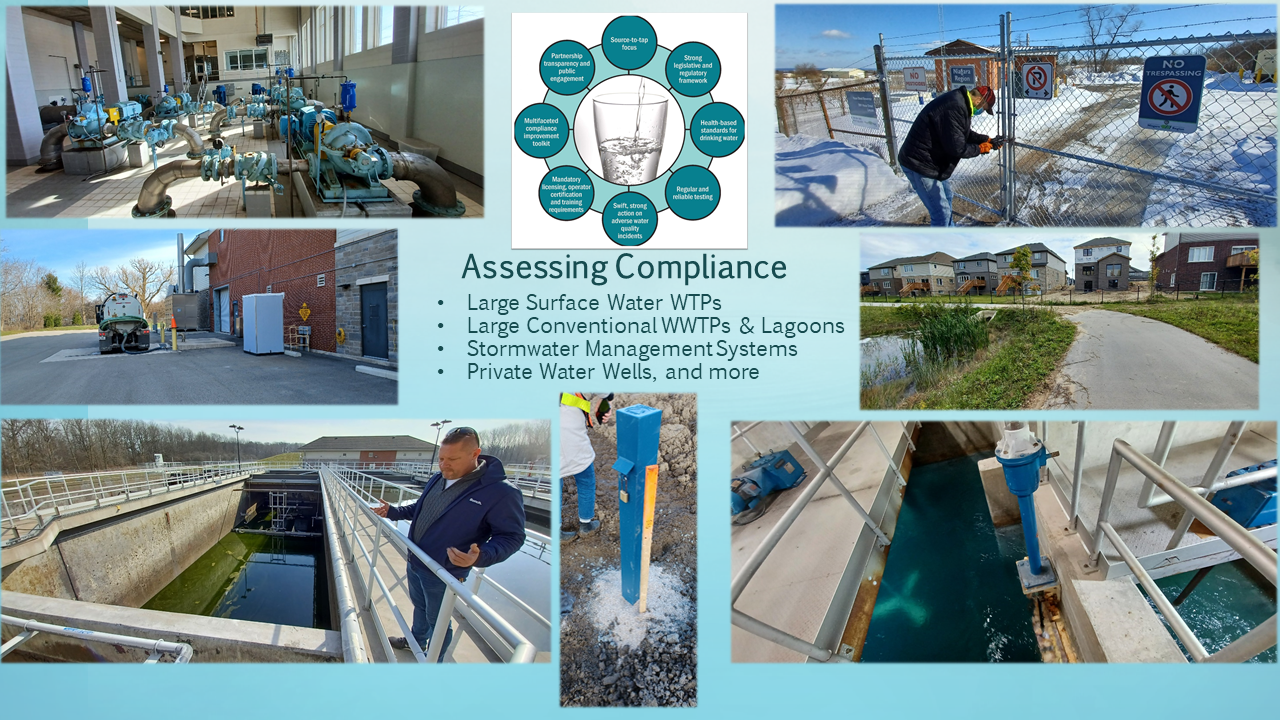 Source-to-tap
focus
Strong
legislative and
regulatory
framework
Health-based
standards for
drinking water
Regular and
reliable testing
Swift, strong
action on
adverse water
quality
incidents
Mandatory
licensing, operator
certification
and training
requirements
Multifaceted
compliance
improvement
toolkit
Partnership
transparency and
public
engagement
NO
Niagara
Region
NO
TRESPASSING
Assessing Compliance
• Large Surface Water WTPs
• Large Conventional WWTPs & Lagoons
• Stormwater Management Systems
• Private Water Wells, and more